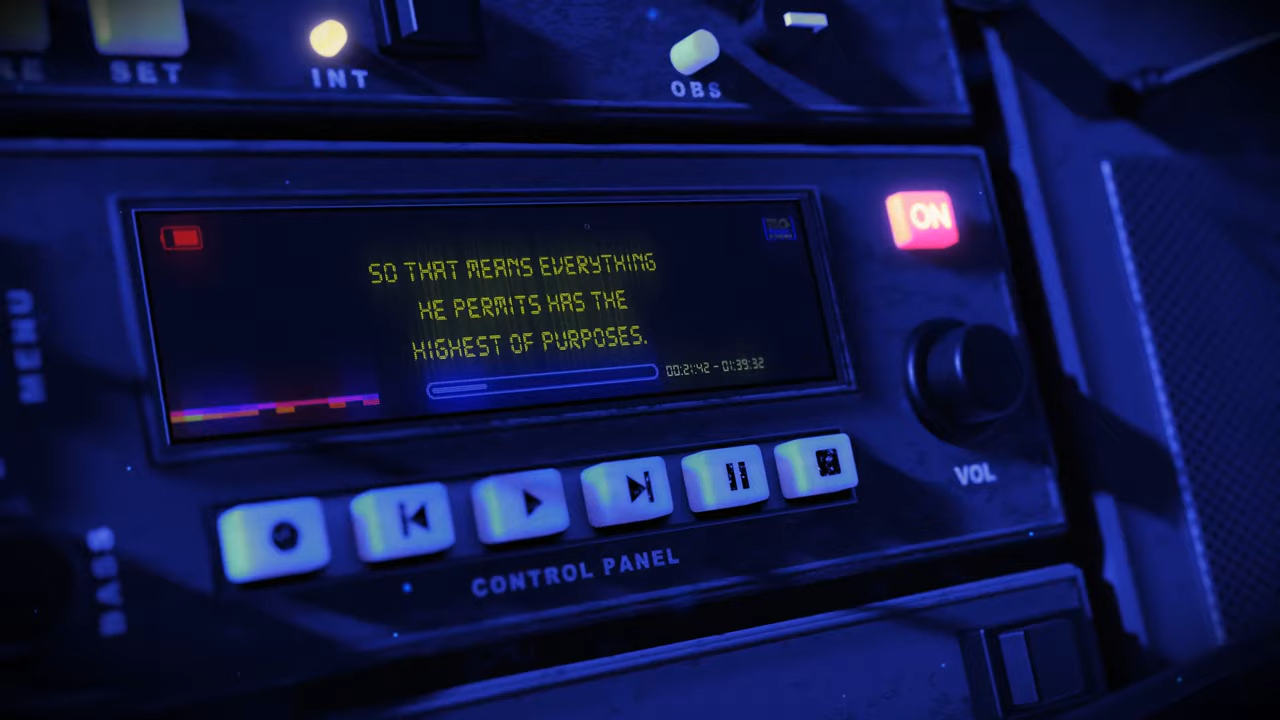 SET
INT
OBS
ON
SO THAT MEANS EVERYTHING
HE PERMITS HAS THE
HIGHEST OF PURPOSES.
00:21:42 - 01:39:32
MENU
VOL
BASS
CONTROL PANEL